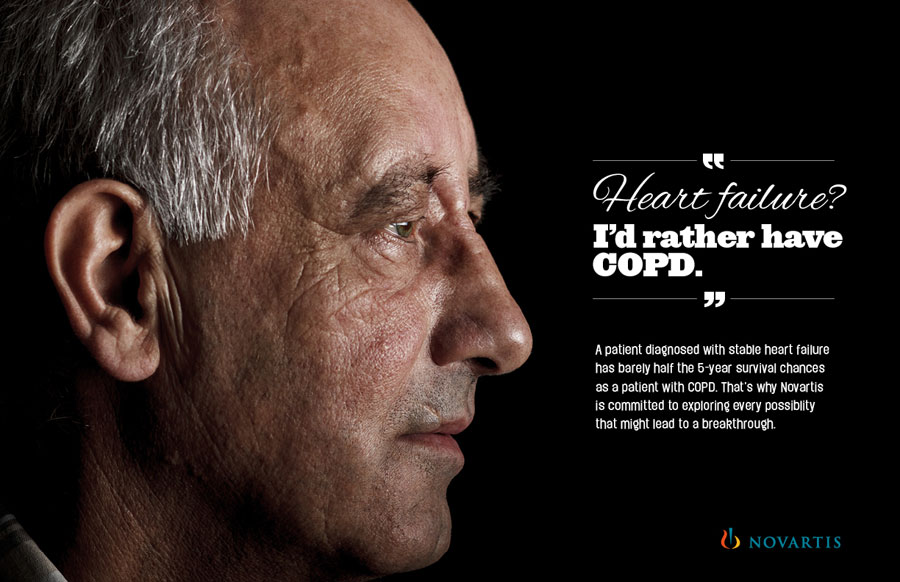 “
Heart failure?
I'd rather have
COPD.
”
A patient diagnosed with stable heart failure
has barely half the 5-year survival chances
as a patient with COPD. That's why Novartis
is committed to exploring every possiblity
that might lead to a breakthrough.
NOVARTIS